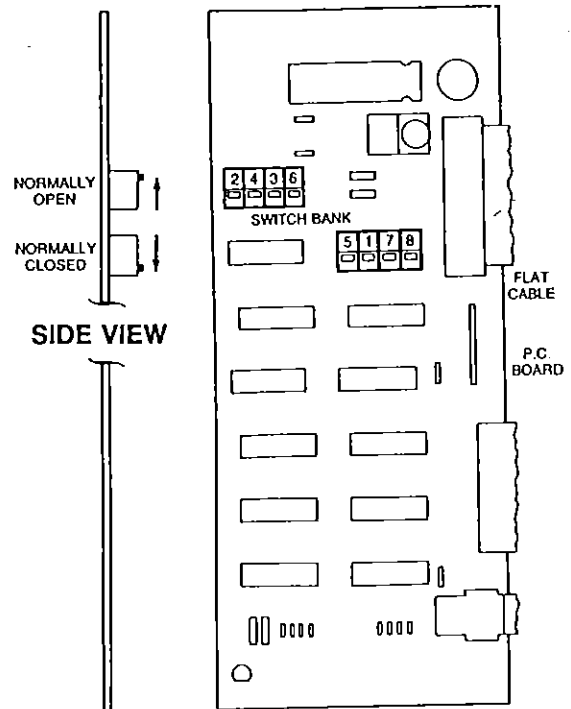 NORMALLY
OPEN
NORMALLY
CLOSED
SIDE VIEW
2 4 3 6
SWITCH BANK
5 1 7 8
FLAT
CABLE
P.C.
BOARD